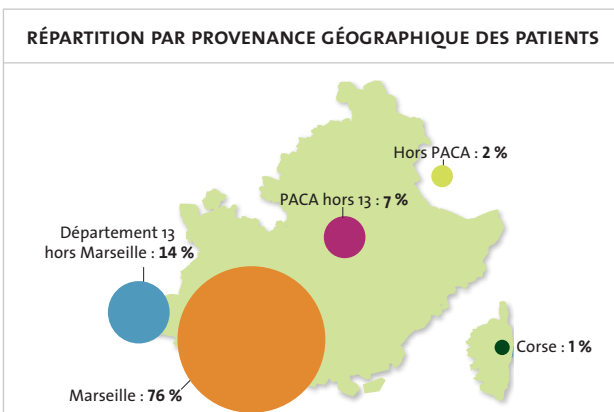 RÉPARTITION PAR PROVENANCE GÉOGRAPHIQUE DES PATIENTS
Hors PACA : 2 %
PACA hors 13 : 7 %
Département 13
hors Marseille : 14 %
Corse : 1 %
Marseille : 76 %